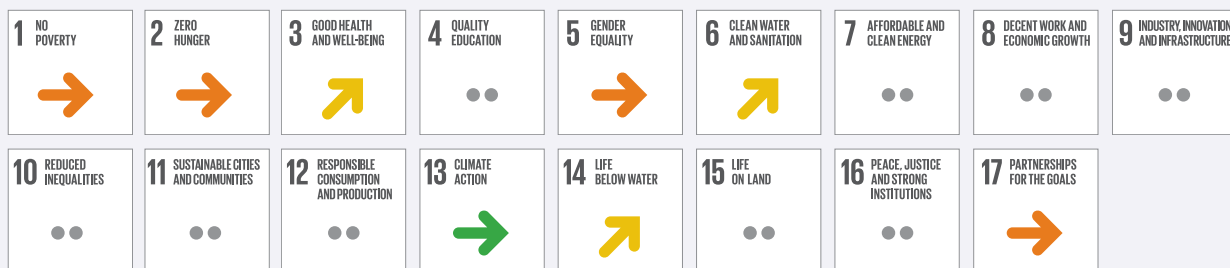 1 NO
POVERTY
2 ZERO
HUNGER
3 GOOD HEALTH
AND WELL-BEING
4 QUALITY
EDUCATION
5 GENDER
EQUALITY
6 CLEAN WATER
AND SANITATION
7 AFFORDABLE AND
CLEAN ENERGY
8 DECENT WORK AND
ECONOMIC GROWTH
9 INDUSTRY, INNOVATION
AND INFRASTRUCTURE
10 REDUCED
INEQUALITIES
11 SUSTAINABLE CITIES
AND COMMUNITIES
12 RESPONSIBLE
CONSUMPTION
AND PRODUCTION
13 CLIMATE
ACTION
14 LIFE
BELOW WATER
15 LIFE
ON LAND
16 PEACE, JUSTICE
AND STRONG
INSTITUTIONS
17 PARTNERSHIPS
FOR THE GOALS